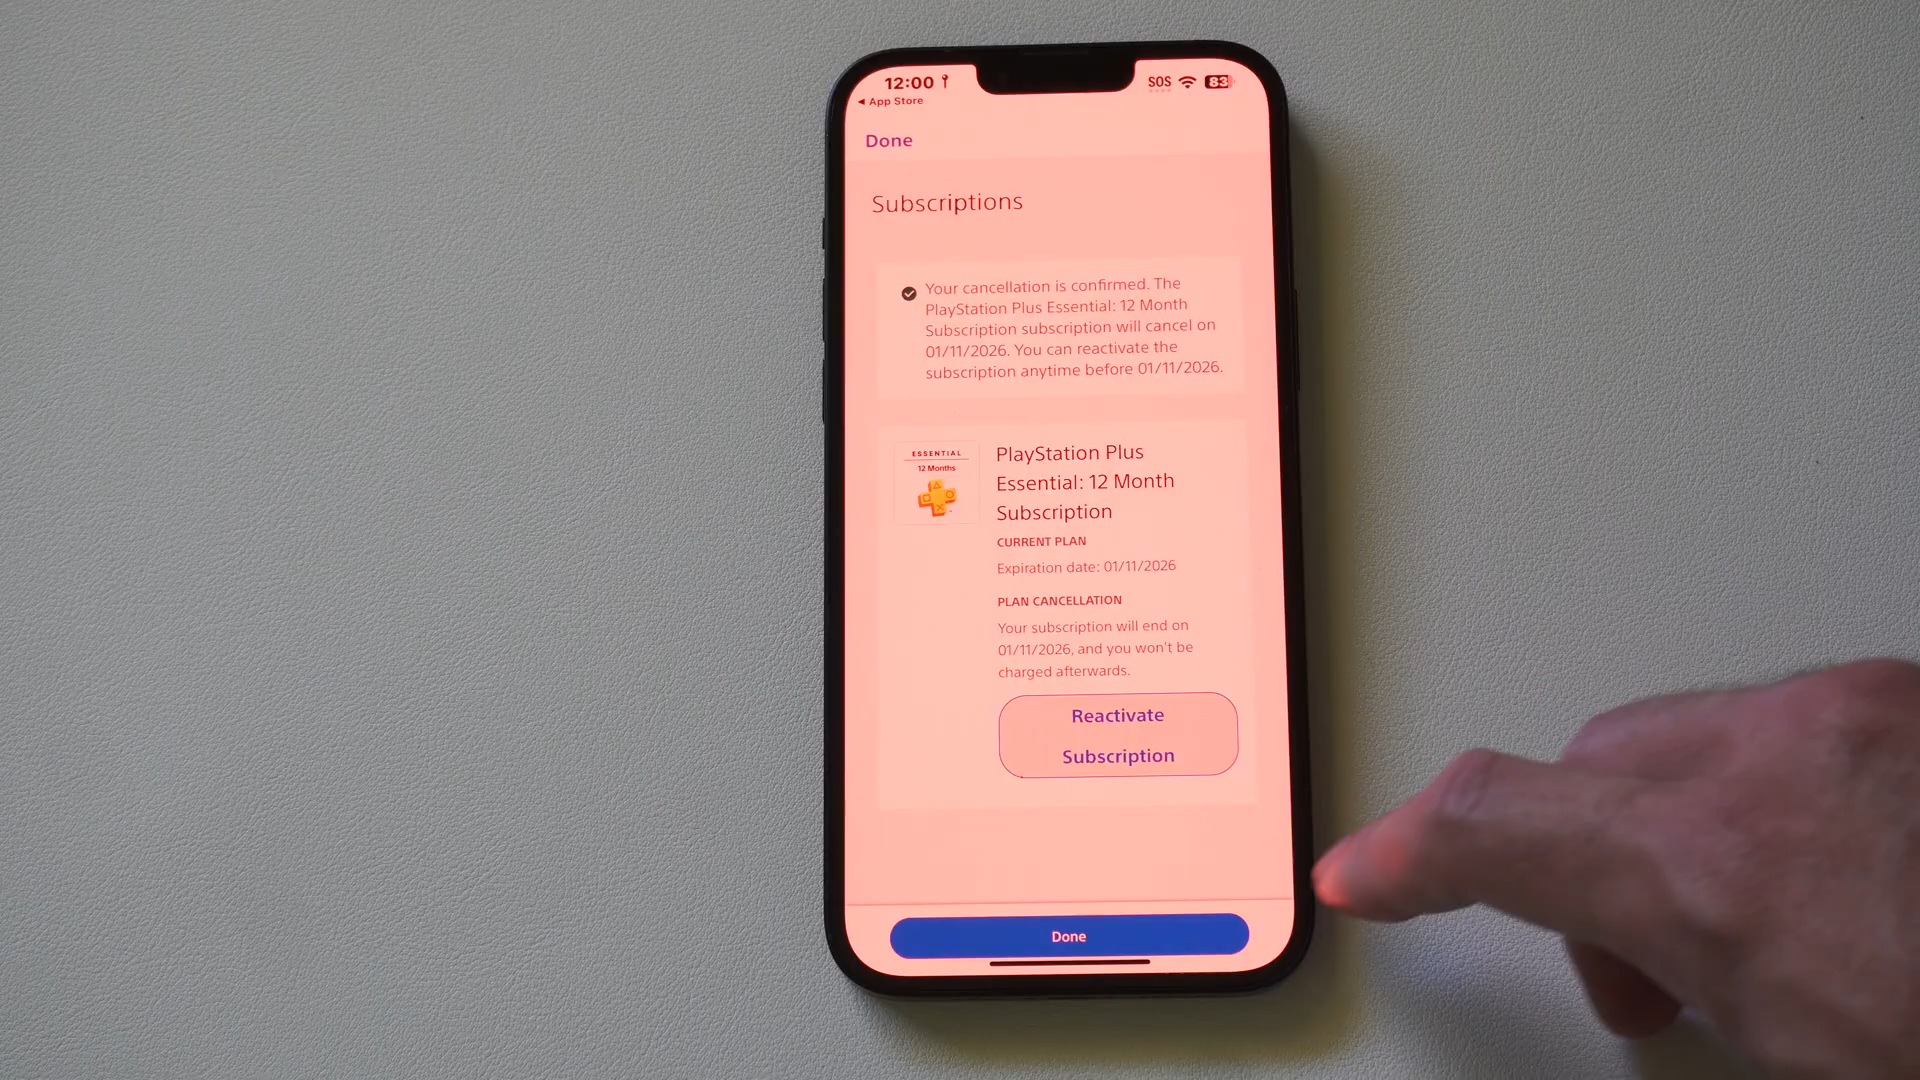 12:00
SOS 83
App Store
Done
Subscriptions
Your cancellation is confirmed. The
PlayStation Plus Essential: 12 Month
Subscription subscription will cancel on
01/11/2026. You can reactivate the
subscription anytime before 01/11/2026.
ESSENTIAL
12 Months
PlayStation Plus
Essential: 12 Month
Subscription
CURRENT PLAN
Expiration date: 01/11/2026
PLAN CANCELLATION
Your subscription will end on
01/11/2026, and you won't be
charged afterwards.
Reactivate
Subscription
Done